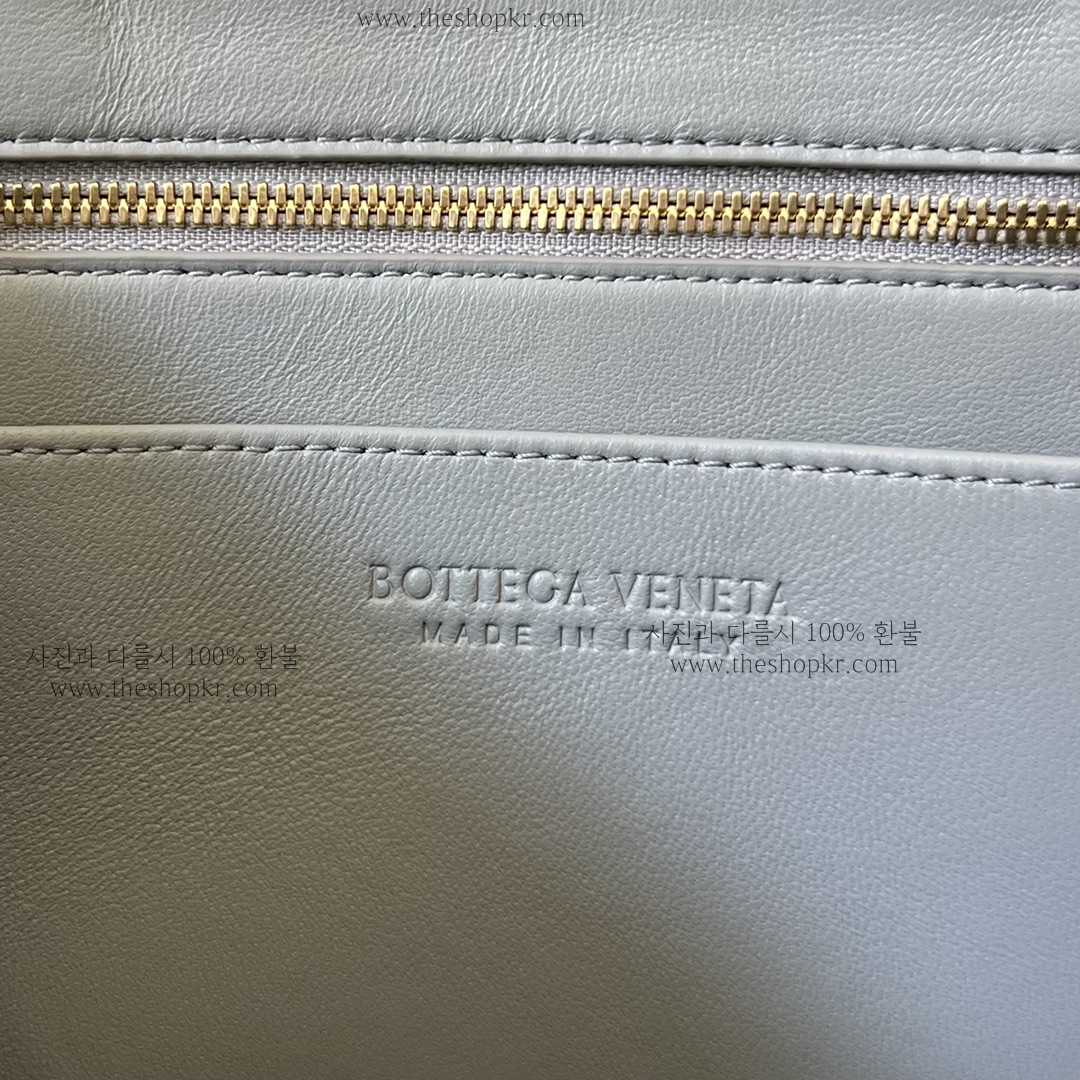 www.theshopkr.com
BOTTEGA VENETA
MADE IN ITALY
사진과 다를시 100% 환불
www.theshopkr.com
사진과 다를시 100% 환불
www.theshopkr.com